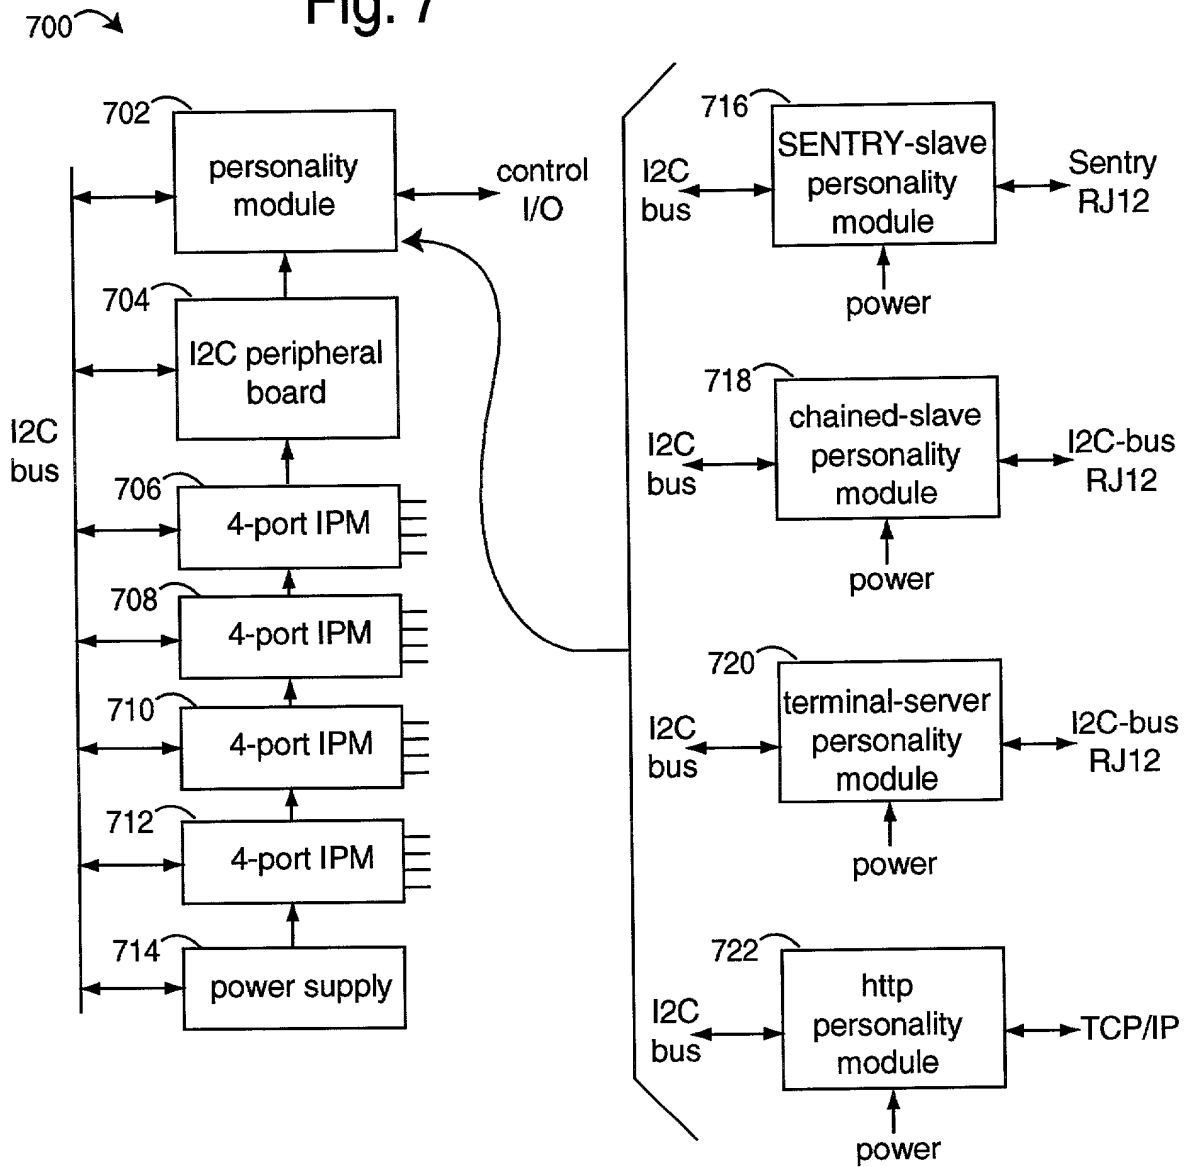 Fig. 7
700
702
personality
module
control
I/O
704
I2C peripheral
board
I2C
bus
706
4-port IPM
708
4-port IPM
710
4-port IPM
712
4-port IPM
714
power supply
716
SENTRY-slave
personality
module
I2C
bus
Sentry
RJ12
power
718
chained-slave
personality
module
I2C
bus
I2C-bus
RJ12
power
720
terminal-server
personality
module
I2C
bus
I2C-bus
RJ12
power
722
http
personality
module
I2C
bus
TCP/IP
power